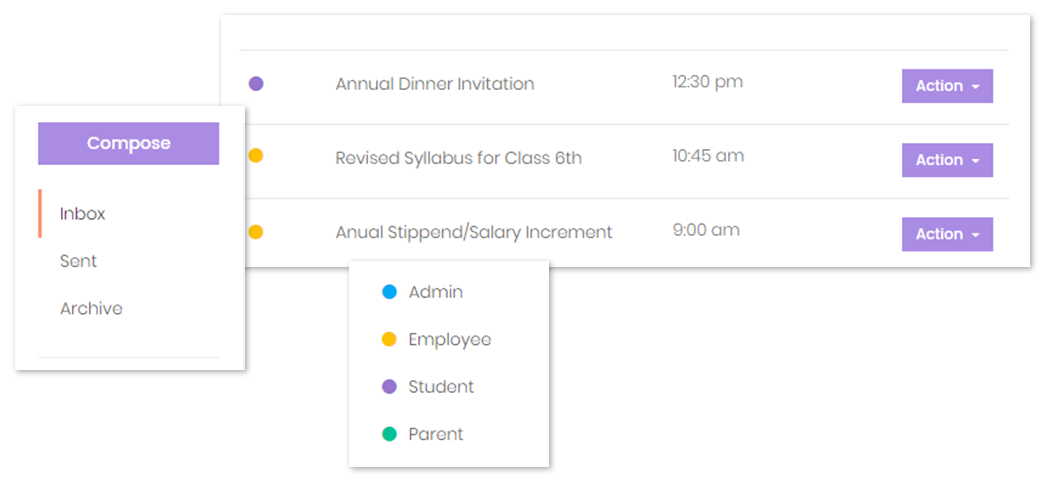 Annual Dinner Invitation 12:30 pm Action
Revised Syllabus for Class 6th 10:45 am Action
Anual Stippend/Salary Increment 9:00 am Action
Compose
Inbox
Sent
Archive
Admin
Employee
Student
Parent